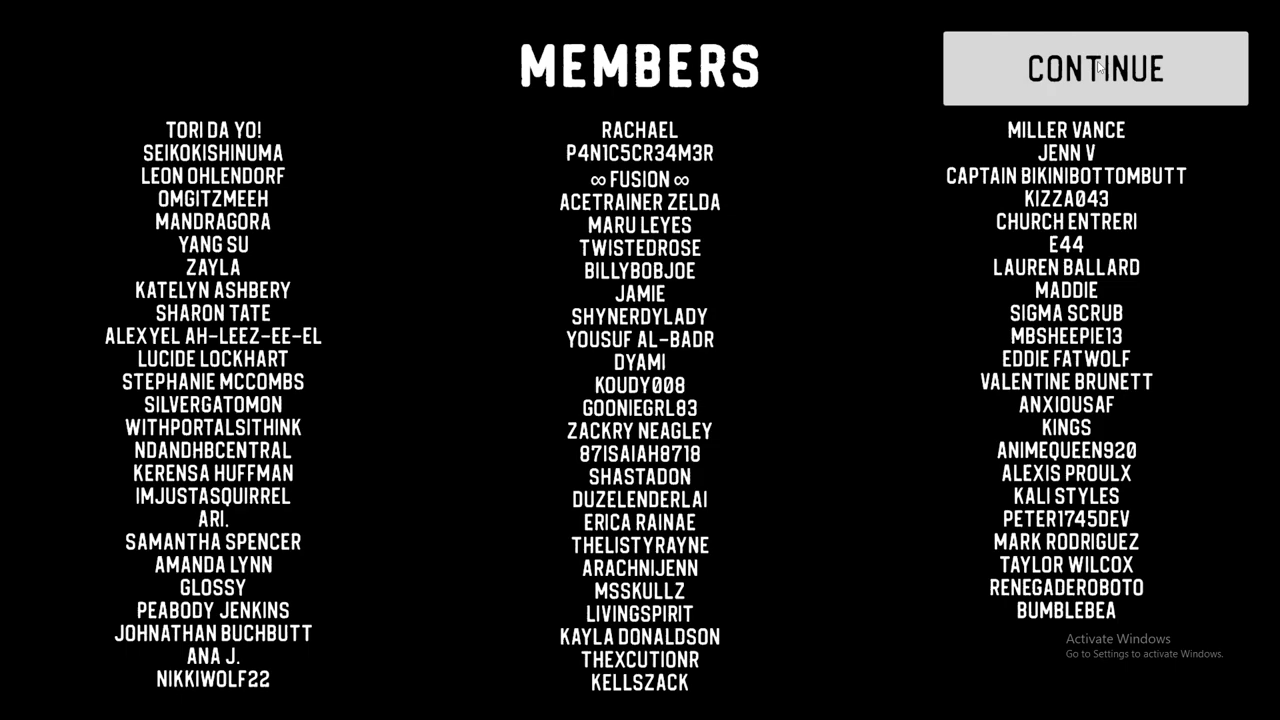 MEMBERS
CONTINUE
TORI DA YO!
SEIKOKISHINUMA
LEON OHLENDORF
OMGITZMEEH
MANDRAGORA
YANG SU
ZAYLA
KATELYN ASHBERY
SHARON TATE
ALEXYEL AH-LEEZ-EE-EL
LUCIDE LOCKHART
STEPHANIE MCCOMBS
SILVERGATOMON
WITHPORTALSITHINK
NDANDHBCENTRAL
KERENSA HUFFMAN
IMJUSTASQUIRREL
ARI.
SAMANTHA SPENCER
AMANDA LYNN
GLOSSY
PEABODY JENKINS
JOHNATHAN BUCHBUTT
ANA J.
NIKKIWOLF22
RACHAEL
P4N1C5CR34M3R
∞ FUSION ∞
ACETRAINER ZELDA
MARU LEYES
TWISTEDROSE
BILLYBOBJOE
JAMIE
SHYNERDYLADY
YOUSUF AL-BADR
DYAMI
KOUDY008
GOONIEGRL83
ZACKRY NEAGLEY
87ISAIAH8718
SHASTADON
DUZELENDERLAI
ERICA RAINAE
THELISTYRAYNE
ARACHNIJENN
MSSKULLZ
LIVINGSPIRIT
KAYLA DONALDSON
THEXCUTIONR
KELLSZACK
MILLER VANCE
JENN V
CAPTAIN BIKINIBOTTOMBUTT
KIZZA043
CHURCH ENTRERI
E44
LAUREN BALLARD
MADDIE
SIGMA SCRUB
MBSHEEPIE13
EDDIE FATWOLF
VALENTINE BRUNETT
ANXIOUSAF
KINGS
ANIMEQUEEN920
ALEXIS PROULX
KALI STYLES
PETER1745DEV
MARK RODRIGUEZ
TAYLOR WILCOX
RENEGADEROBOTO
BUMBLEBEA
Activate Windows
Go to Settings to activate Windows.